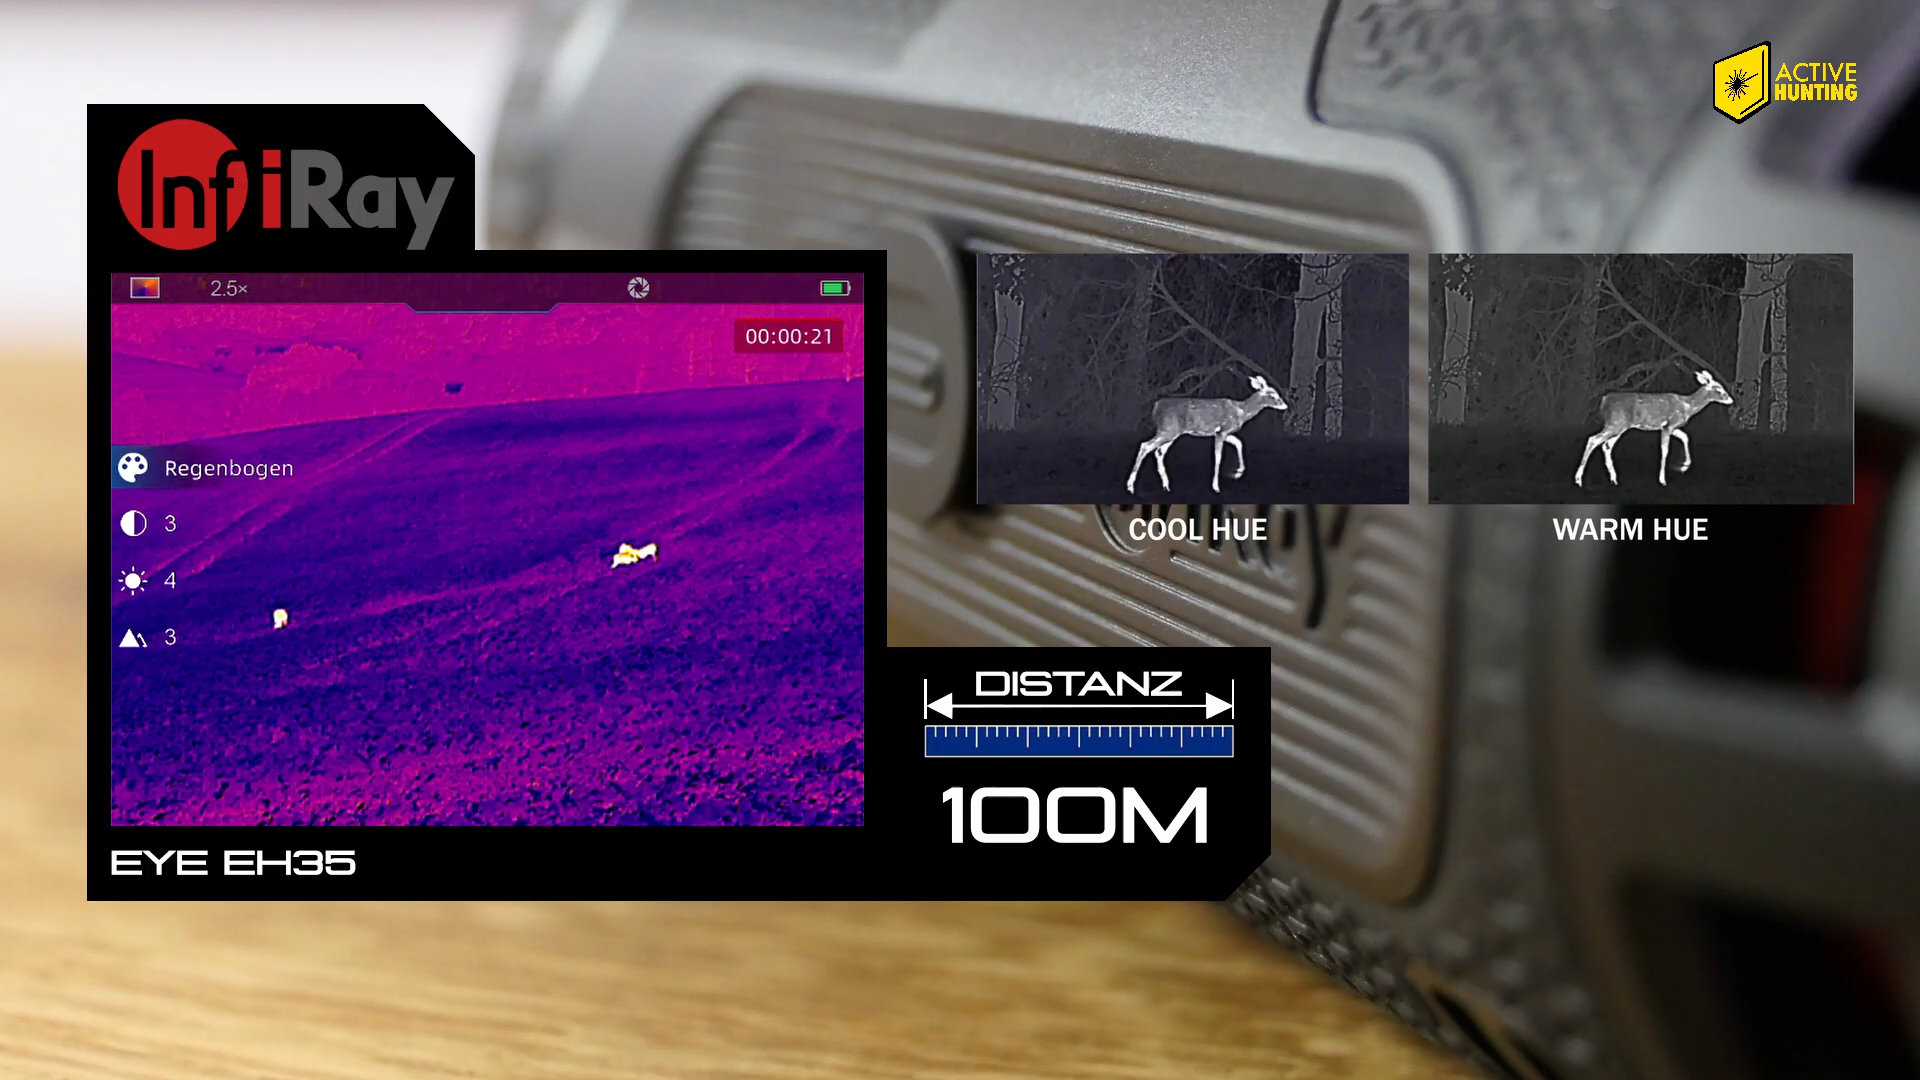 ACTIVE
HUNTING
InfiRay
2.5×
00:00:21
Regenbogen
3
4
3
COOL HUE
WARM HUE
DISTANZ
100M
EYE EH35